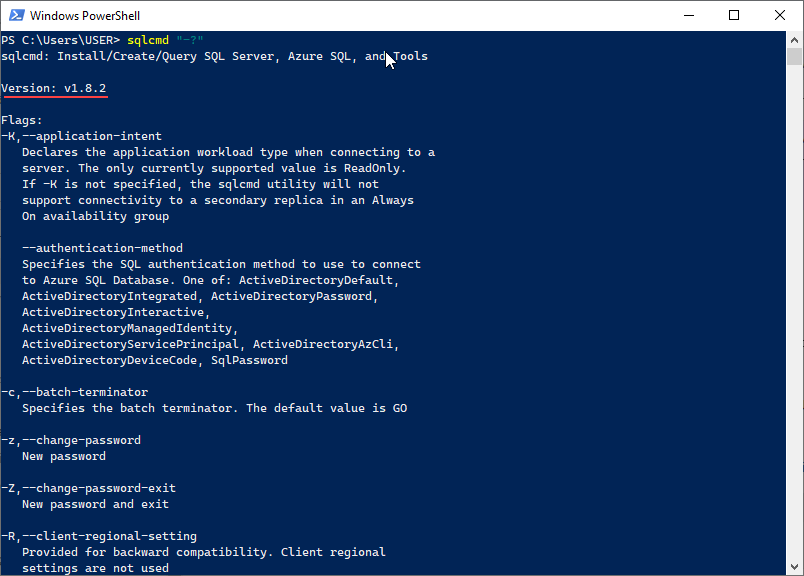 Windows PowerShell
PS C:\Users\USER> sqlcmd "-?"
sqlcmd: Install/Create/Query SQL Server, Azure SQL, and Tools
Version: v1.8.2
Flags:
-K,--application-intent
Declares the application workload type when connecting to a
server. The only currently supported value is ReadOnly.
If -K is not specified, the sqlcmd utility will not
support connectivity to a secondary replica in an Always
On availability group
--authentication-method
Specifies the SQL authentication method to use to connect
to Azure SQL Database. One of: ActiveDirectoryDefault,
ActiveDirectoryIntegrated, ActiveDirectoryPassword,
ActiveDirectoryInteractive,
ActiveDirectoryManagedIdentity,
ActiveDirectoryServicePrincipal, ActiveDirectoryAzCli,
ActiveDirectoryDeviceCode, SqlPassword
-c,--batch-terminator
Specifies the batch terminator. The default value is GO
-z,--change-password
New password
-Z,--change-password-exit
New password and exit
-R,--client-regional-setting
Provided for backward compatibility. Client regional
settings are not used